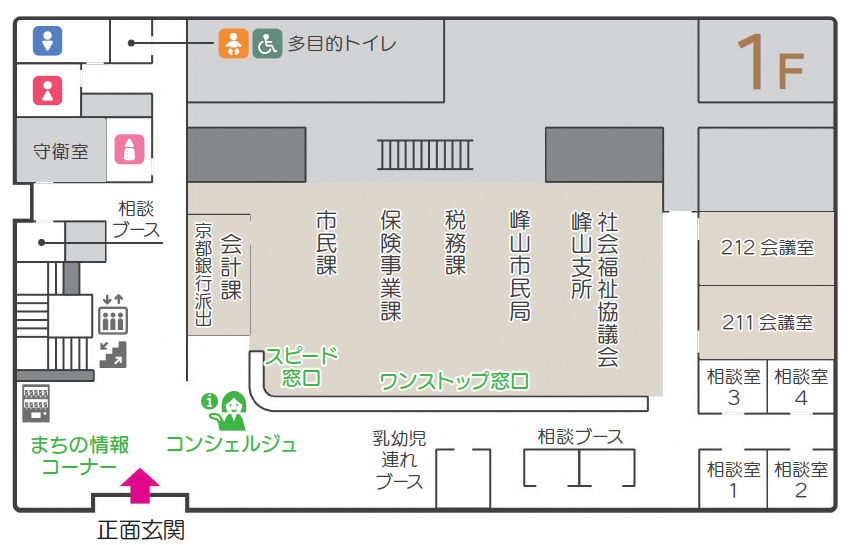 多目的トイレ
1F
守衛室
相談
ブース
京都銀行派出
会計課
市民課
保険事業課
税務課
峰山市民局
社会福祉協議会
峰山支所
212 会議室
211 会議室
スピード
窓口
ワンストップ窓口
相談室
3
相談室
4
i
コンシェルジュ
まちの情報
コーナー
乳幼児
連れ
ブース
相談ブース
相談室
1
相談室
2
正面玄関